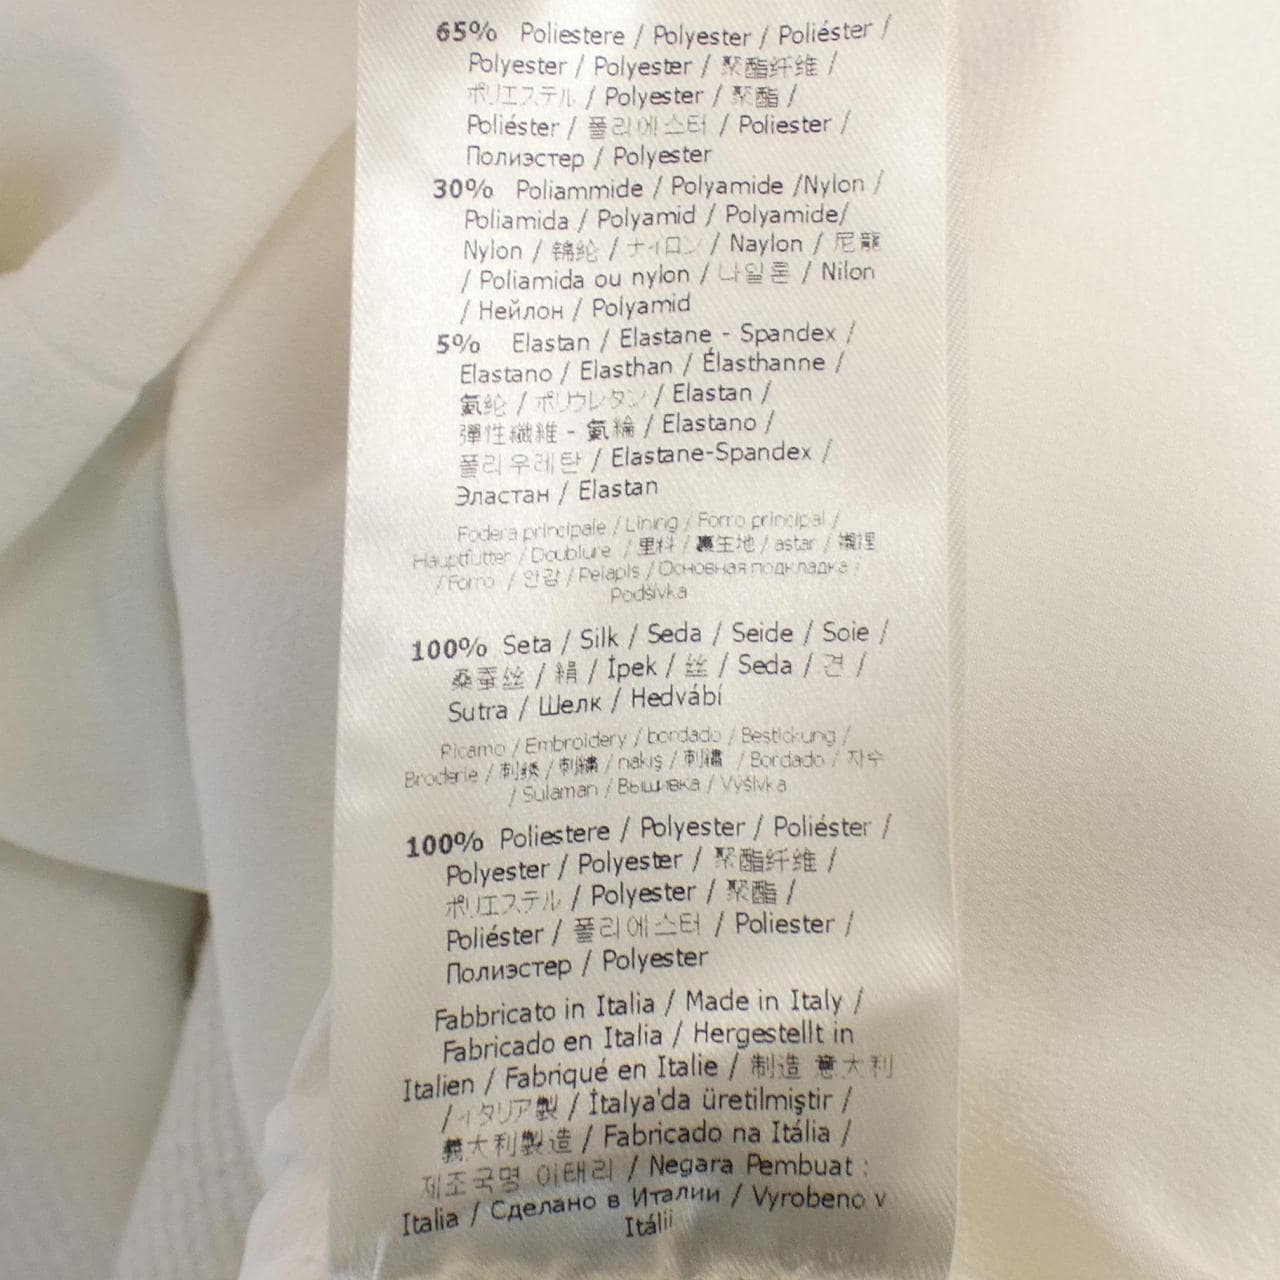 65% Poliestere / Polyester / Poliéster /
Polyester / Polyester / 聚酯纤维 /
ポリエステル / Polyester / 聚酯 /
Poliéster / 폴리에스터 / Poliester /
Полиэстер / Polyester
30% Poliammide / Polyamide /Nylon /
Poliamida / Polyamid / Polyamide/
Nylon / 锦纶 / ナイロン / Naylon / 尼龍
/ Poliamida ou nylon / 나일론 / Nilon
/ Нейлон / Polyamid
5% Elastan / Elastane - Spandex /
Elastano / Elasthan / Élasthanne /
氨纶 / ポリウレタン / Elastan /
彈性纖維 - 氨綸 / Elastano /
폴리우레탄 / Elastane-Spandex /
Эластан / Elastan
Fodera principale / Lining / Forro principal /
Hauptfutter / Doublure / 里料 / 裏生地 / astar / 襯裡
/ Forro / 안감 / Pelapis / Основная подкладка /
Podšívka
100% Seta / Silk / Seda / Seide / Soie /
桑蚕丝 / 絹 / İpek / 丝 / Seda / 견 /
Sutra / Шелк / Hedvábí
Ricamo / Embroidery / bordado / Bestickung /
Broderie / 刺绣 / 刺繍 / nakış / 刺繡 / Bordado / 자수
/ Sulaman / Вышивка / Výšivka
100% Poliestere / Polyester / Poliéster /
Polyester / Polyester / 聚酯纤维 /
ポリエステル / Polyester / 聚酯 /
Poliéster / 폴리에스터 / Poliester /
Полиэстер / Polyester
Fabbricato in Italia / Made in Italy /
Fabricado en Italia / Hergestellt in
Italien / Fabriqué en Italie / 制造 意大利
/イタリア製 / İtalya'da üretilmiştir /
義大利製造 / Fabricado na Itália /
제조국명 이태리 / Negara Pembuat :
Italia / Сделано в Италии / Vyrobeno v
Itálii